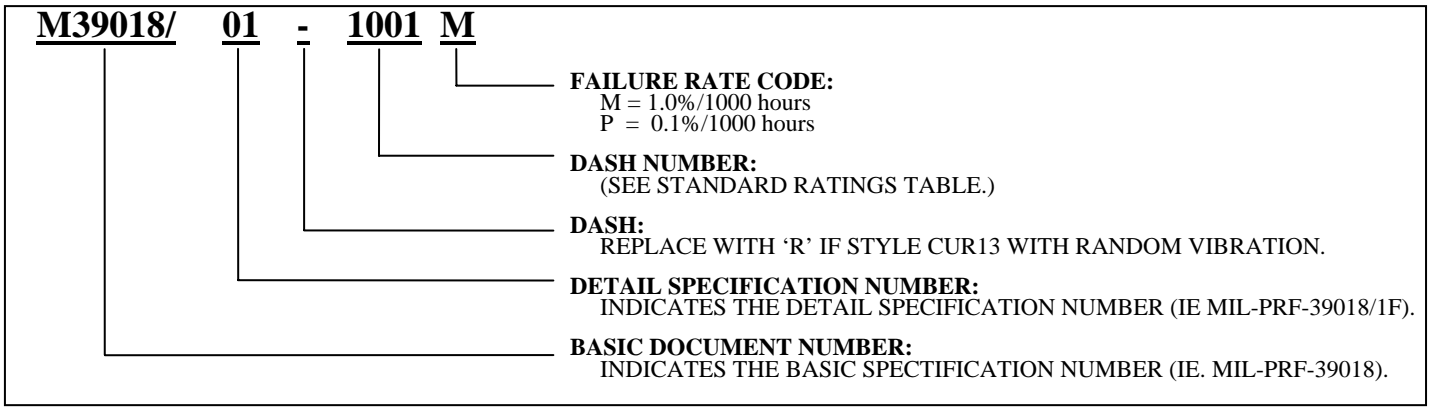 M39018/ 01 - 1001 M
FAILURE RATE CODE:
M = 1.0%/1000 hours
P = 0.1%/1000 hours
DASH NUMBER:
(SEE STANDARD RATINGS TABLE.)
DASH:
REPLACE WITH ‘R’ IF STYLE CUR13 WITH RANDOM VIBRATION.
DETAIL SPECIFICATION NUMBER:
INDICATES THE DETAIL SPECIFICATION NUMBER (IE MIL-PRF-39018/1F).
BASIC DOCUMENT NUMBER:
INDICATES THE BASIC SPECTIFICATION NUMBER (IE. MIL-PRF-39018).